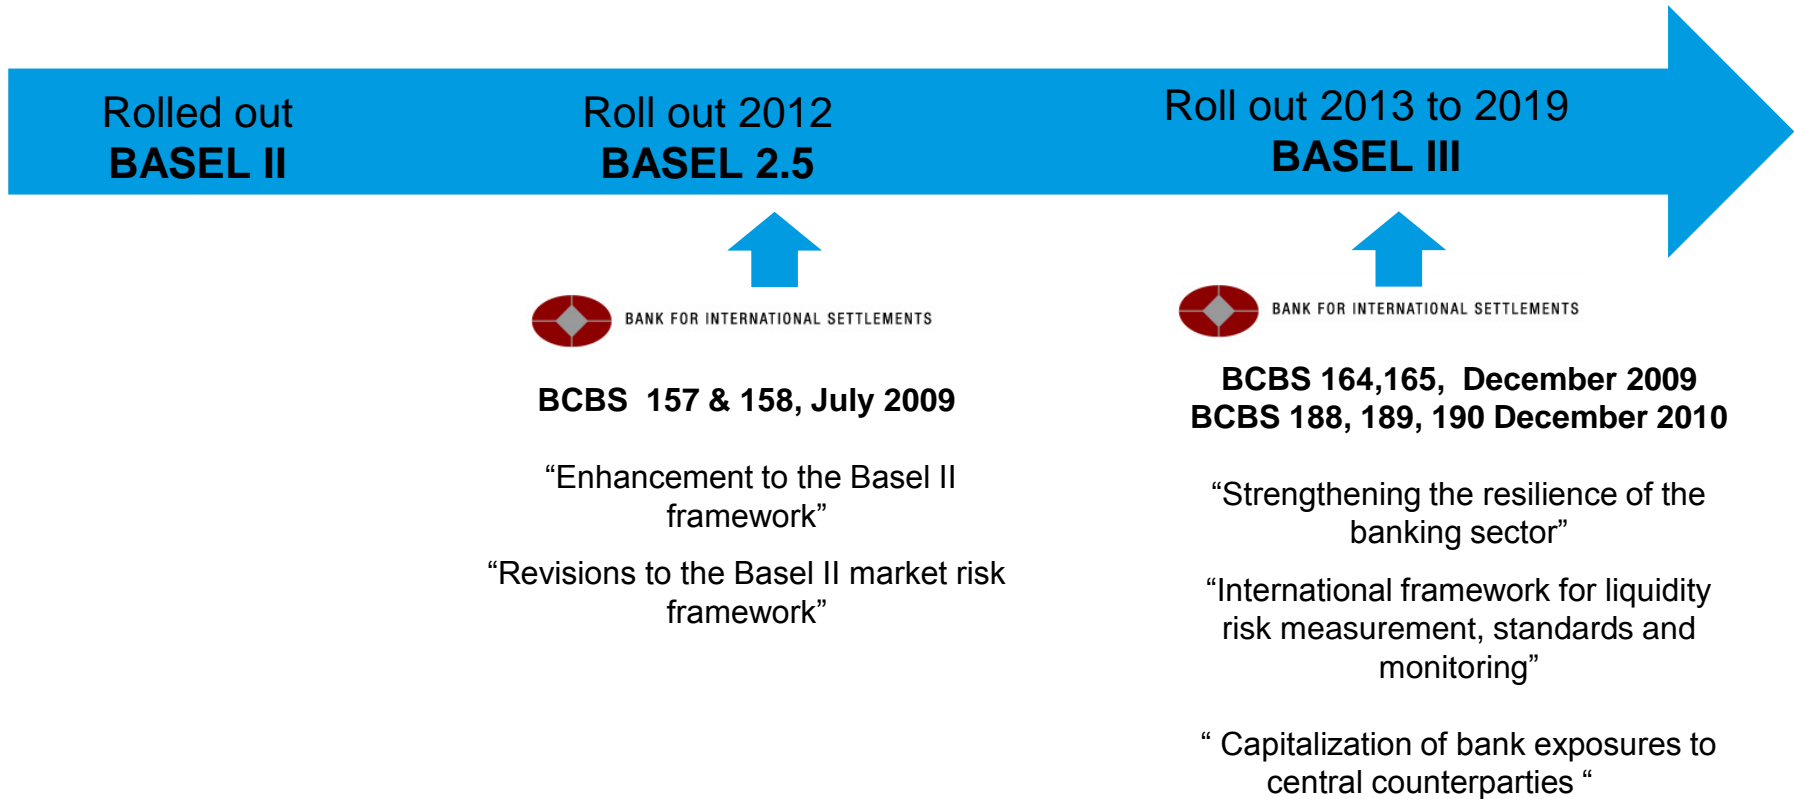 Rolled out
BASEL II
Roll out 2012
BASEL 2.5
Roll out 2013 to 2019
BASEL III
BANK FOR INTERNATIONAL SETTLEMENTS
BCBS  157 & 158, July 2009
“Enhancement to the Basel II
framework”
“Revisions to the Basel II market risk
framework”
BANK FOR INTERNATIONAL SETTLEMENTS
BCBS 164,165,  December 2009
BCBS 188, 189, 190 December 2010
“Strengthening the resilience of the
banking sector”
“International framework for liquidity
risk measurement, standards and
monitoring”
“ Capitalization of bank exposures to
central counterparties “